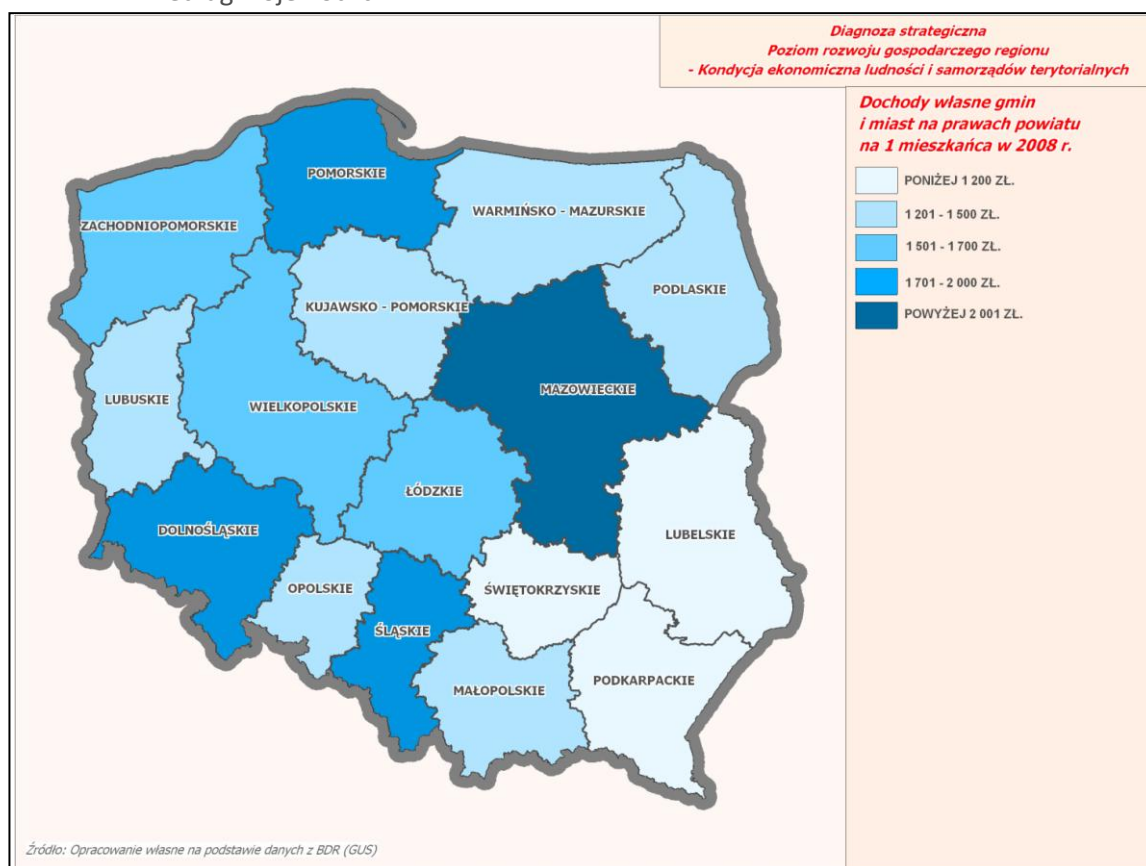 Diagnoza strategiczna
Poziom rozwoju gospodarczego regionu
- Kondycja ekonomiczna ludności i samorządów terytorialnych
Dochody własne gmin
i miast na prawach powiatu
na 1 mieszkańca w 2008 r.
PONIŻEJ 1 200 ZŁ.
1 201 - 1 500 ZŁ.
1 501 - 1 700 ZŁ.
1 701 - 2 000 ZŁ.
POWYŻEJ 2 001 ZŁ.
POMORSKIE
WARMIŃSKO - MAZURSKIE
ZACHODNIOPOMORSKIE
PODLASKIE
KUJAWSKO - POMORSKIE
MAZOWIECKIE
LUBUSKIE
WIELKOPOLSKIE
ŁÓDZKIE
DOLNOŚLĄSKIE
LUBELSKIE
OPOLSKIE
ŚWIĘTOKRZYSKIE
ŚLĄSKIE
PODKARPACKIE
MAŁOPOLSKIE
Źródło: Opracowanie własne na podstawie danych z BDR (GUS)